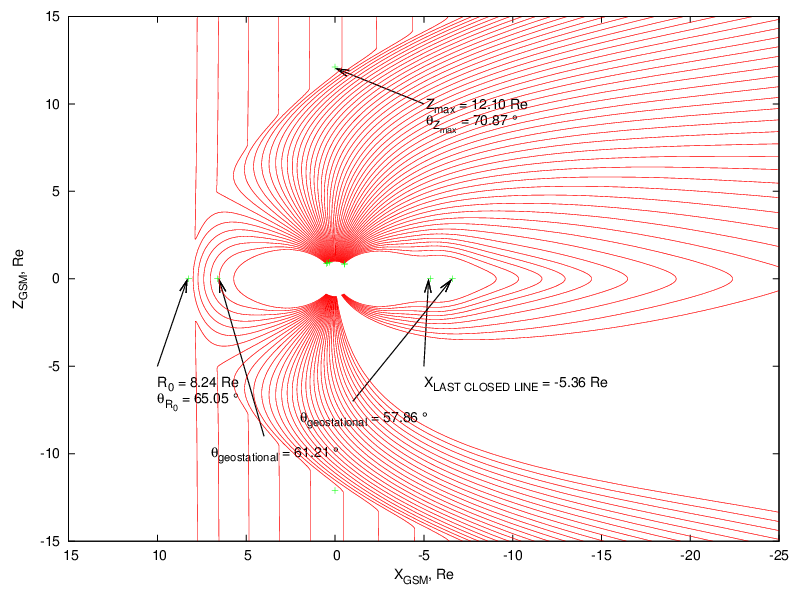 15
10
5
0
-5
-10
-15
Z_GSM, Re
Z_max = 12.10 Re
θ_Z_max = 70.87 °
R_0 = 8.24 Re
θ_R_0 = 65.05 °
X_LAST CLOSED LINE = -5.36 Re
θ_geostational = 57.86 °
θ_geostational = 61.21 °
15 10 5 0 -5 -10 -15 -20 -25
X_GSM, Re